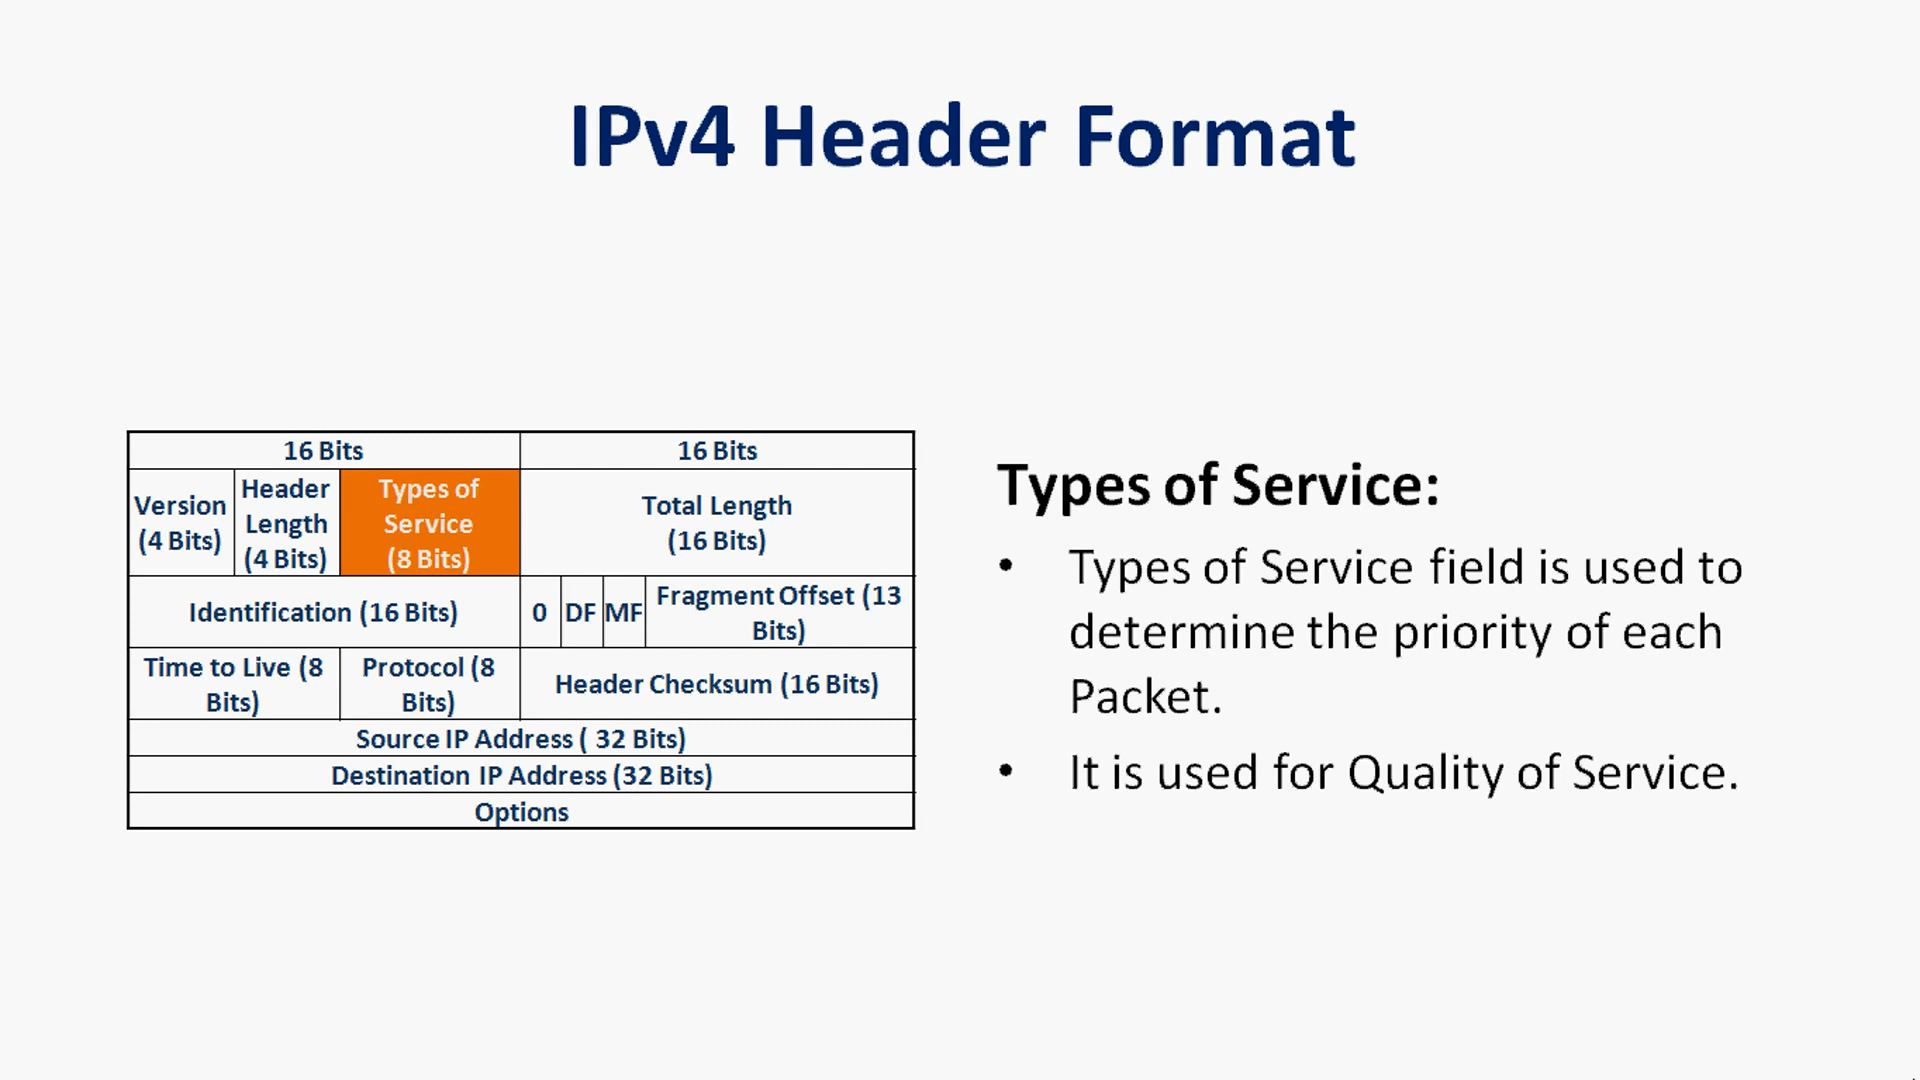 IPv4 Header Format
16 Bits
16 Bits
Version
(4 Bits)
Header
Length
(4 Bits)
Types of
Service
(8 Bits)
Total Length
(16 Bits)
Identification (16 Bits)
0
DF
MF
Fragment Offset (13
Bits)
Time to Live (8
Bits)
Protocol (8
Bits)
Header Checksum (16 Bits)
Source IP Address ( 32 Bits)
Destination IP Address (32 Bits)
Options
Types of Service:
• Types of Service field is used to
determine the priority of each
Packet.
• It is used for Quality of Service.